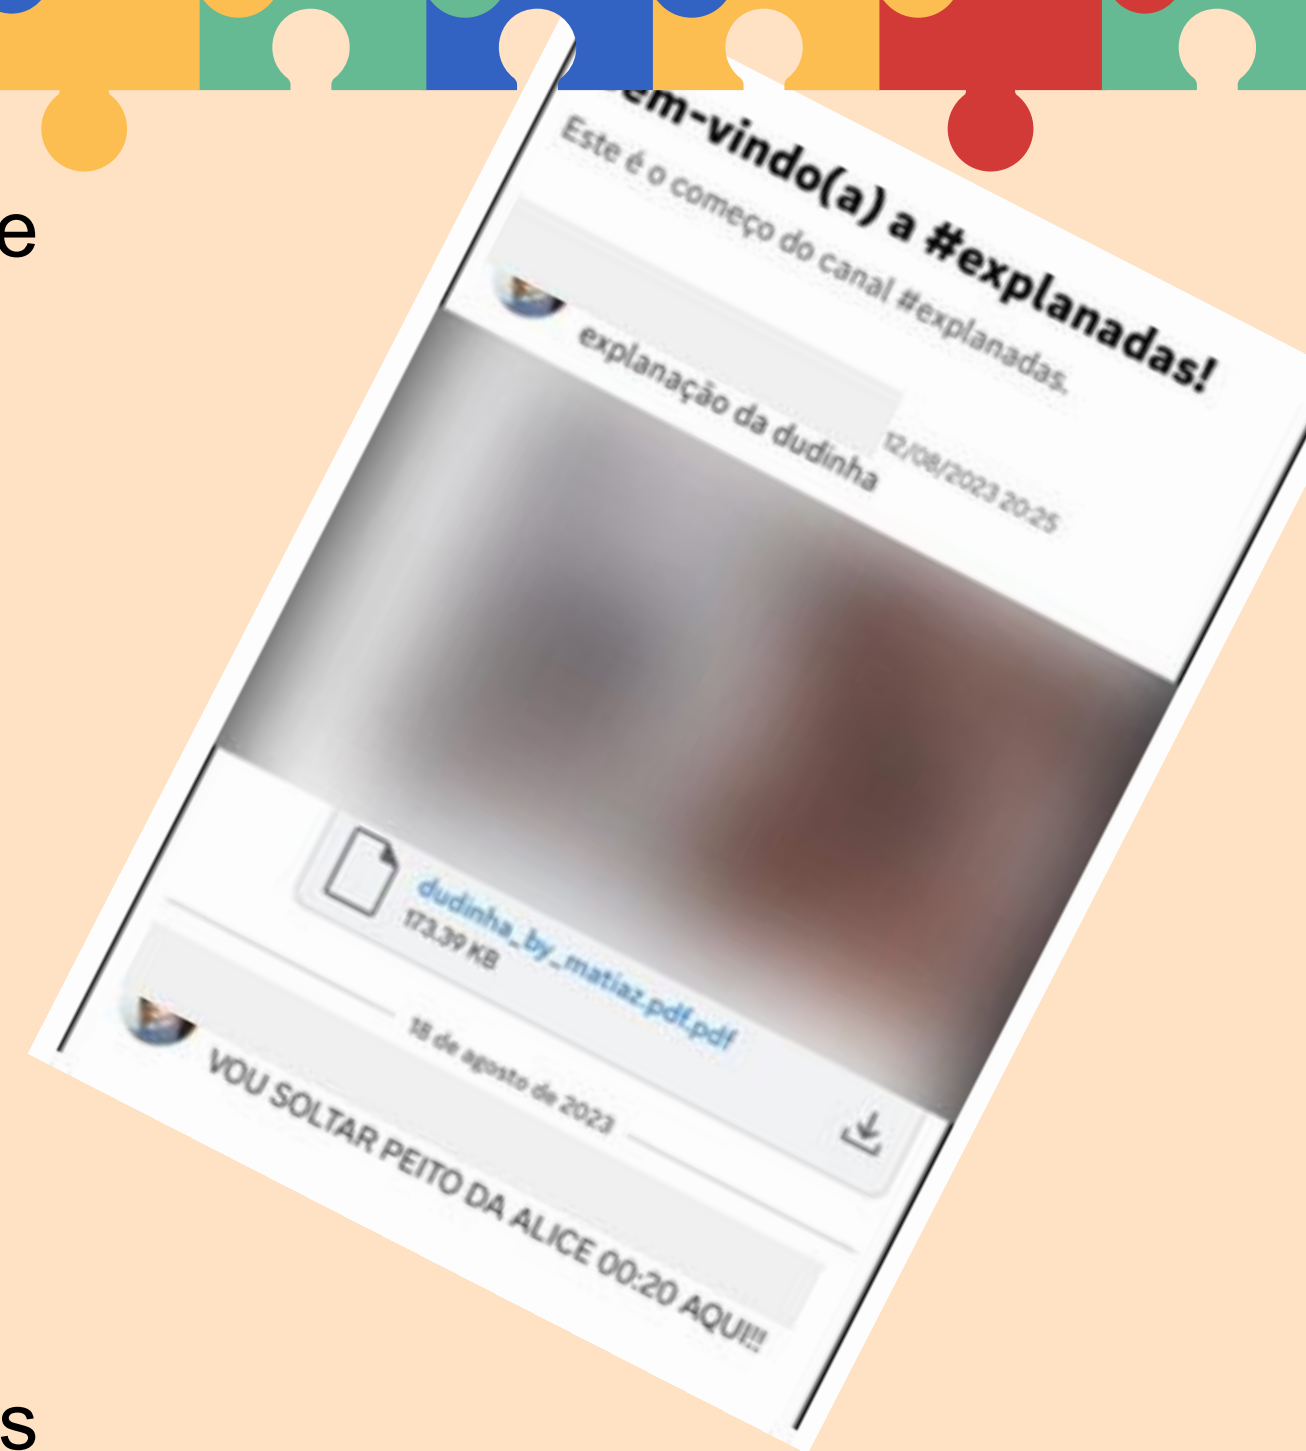 e
em-vindo(a) a #explanadas!
Este é o começo do canal #explanadas.
12/08/2023 20:25
explanação da dudinha
dudinha_by_matiaz.pdf.pdf
173.39 KB
18 de agosto de 2023
VOU SOLTAR PEITO DA ALICE 00:20 AQUI!!!
s